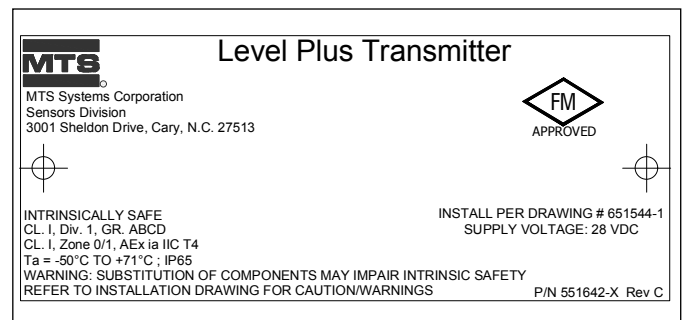 Level Plus Transmitter
MTS
MTS Systems Corporation
Sensors Division
3001 Sheldon Drive, Cary, N.C. 27513
FM
APPROVED
INTRINSICALLY SAFE
CL. I, Div. 1, GR. ABCD
CL. I, Zone 0/1, AEx ia IIC T4
Ta = -50°C TO +71°C ; IP65
WARNING: SUBSTITUTION OF COMPONENTS MAY IMPAIR INTRINSIC SAFETY
REFER TO INSTALLATION DRAWING FOR CAUTION/WARNINGS
INSTALL PER DRAWING # 651544-1
SUPPLY VOLTAGE: 28 VDC
P/N 551642-X Rev C